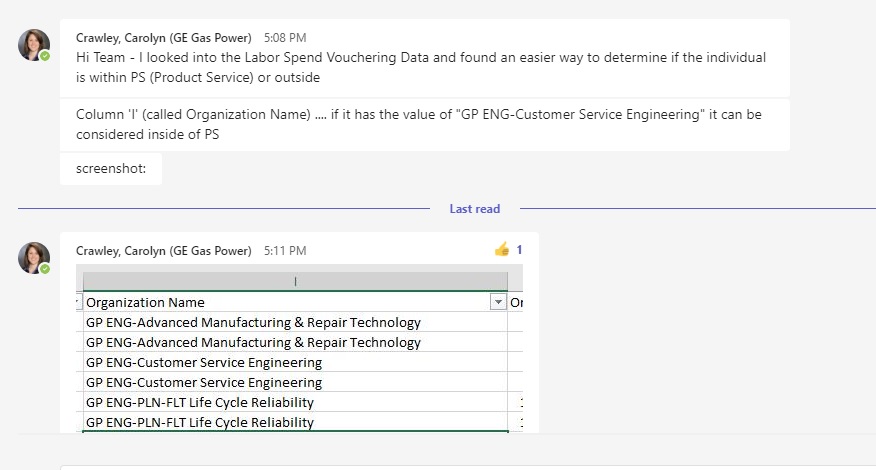 Crawley, Carolyn (GE Gas Power) 5:08 PM
Hi Team - I looked into the Labor Spend Vouchering Data and found an easier way to determine if the individual
is within PS (Product Service) or outside
Column 'I' (called Organization Name) .... if it has the value of "GP ENG-Customer Service Engineering" it can be
considered inside of PS
screenshot:
Last read
Crawley, Carolyn (GE Gas Power) 5:11 PM 👍 1
I
Organization Name Or
GP ENG-Advanced Manufacturing & Repair Technology
GP ENG-Advanced Manufacturing & Repair Technology
GP ENG-Customer Service Engineering
GP ENG-Customer Service Engineering
GP ENG-PLN-FLT Life Cycle Reliability
GP ENG-PLN-FLT Life Cycle Reliability